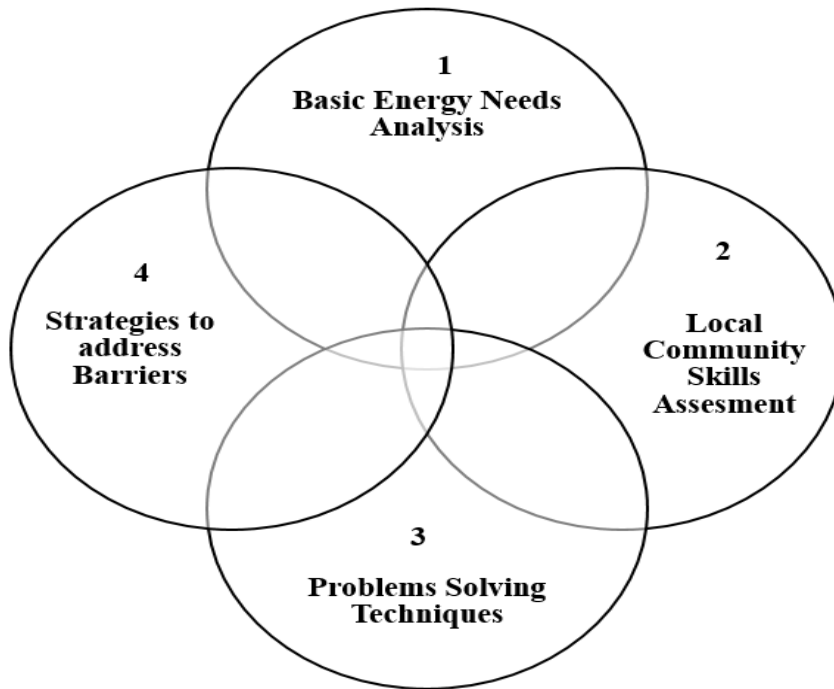 1
Basic Energy Needs
Analysis
2
Local
Community
Skills
Assesment
3
Problems Solving
Techniques
4
Strategies to
address
Barriers